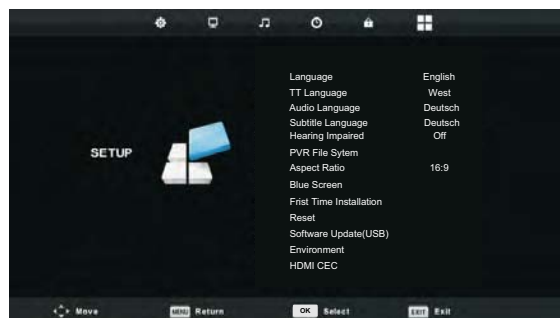 Language English
TT Language West
Audio Language Deutsch
Subtitle Language Deutsch
Hearing Impaired Off
SETUP
PVR File Sytem
Aspect Ratio 16:9
Blue Screen
Frist Time Installation
Reset
Software Update(USB)
Environment
HDMI CEC
Move MENU Return OK Select EXIT Exit